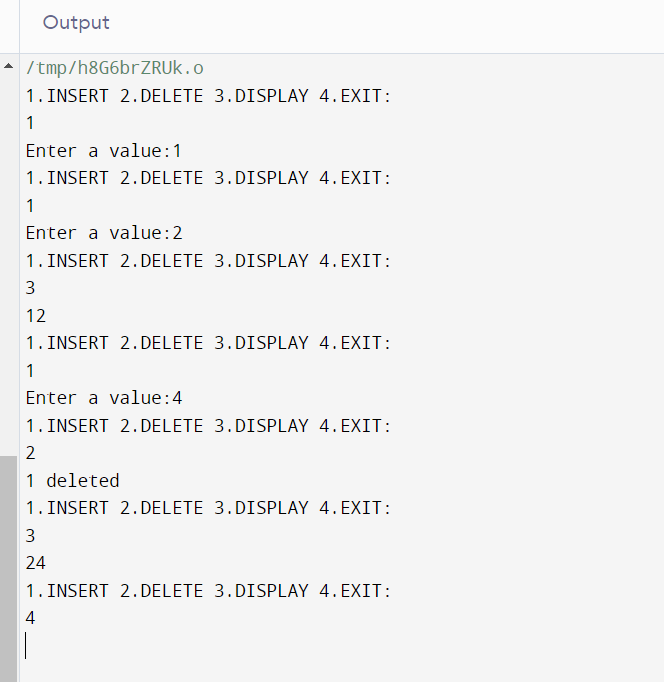 Output
/tmp/h8G6brZRUk.o
1.INSERT 2.DELETE 3.DISPLAY 4.EXIT:
1
Enter a value:1
1.INSERT 2.DELETE 3.DISPLAY 4.EXIT:
1
Enter a value:2
1.INSERT 2.DELETE 3.DISPLAY 4.EXIT:
3
12
1.INSERT 2.DELETE 3.DISPLAY 4.EXIT:
1
Enter a value:4
1.INSERT 2.DELETE 3.DISPLAY 4.EXIT:
2
1 deleted
1.INSERT 2.DELETE 3.DISPLAY 4.EXIT:
3
24
1.INSERT 2.DELETE 3.DISPLAY 4.EXIT:
4